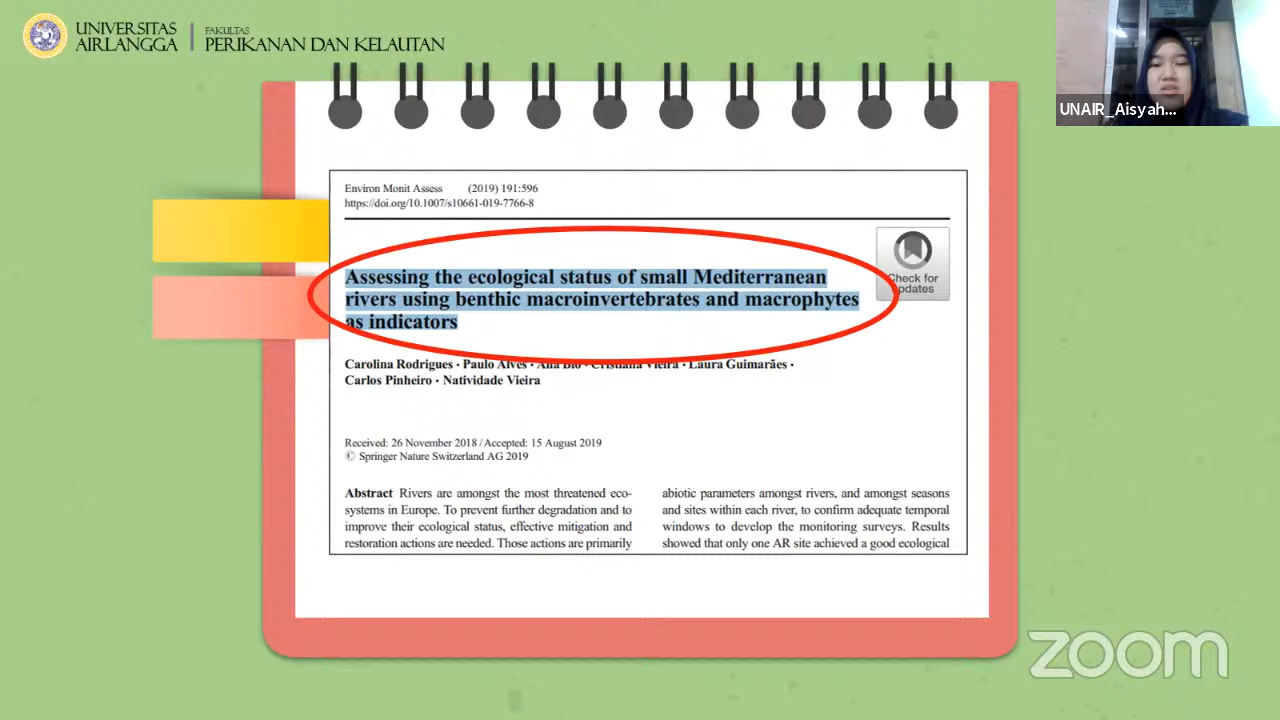 UNIVERSITAS
AIRLANGGA
FAKULTAS
PERIKANAN DAN KELAUTAN
UNAIR_Aisyah...
Environ Monit Assess (2019) 191:596
https://doi.org/10.1007/s10661-019-7766-8
Check for
updates
Assessing the ecological status of small Mediterranean
rivers using benthic macroinvertebrates and macrophytes
as indicators
Carolina Rodrigues · Paulo Alves · Ana Bio · Cristiana Vieira · Laura Guimarães ·
Carlos Pinheiro · Natividade Vieira
Received: 26 November 2018 / Accepted: 15 August 2019
© Springer Nature Switzerland AG 2019
Abstract Rivers are amongst the most threatened eco-
systems in Europe. To prevent further degradation and to
improve their ecological status, effective mitigation and
restoration actions are needed. Those actions are primarily
abiotic parameters amongst rivers, and amongst seasons
and sites within each river, to confirm adequate temporal
windows to develop the monitoring surveys. Results
showed that only one AR site achieved a good ecological
zoom